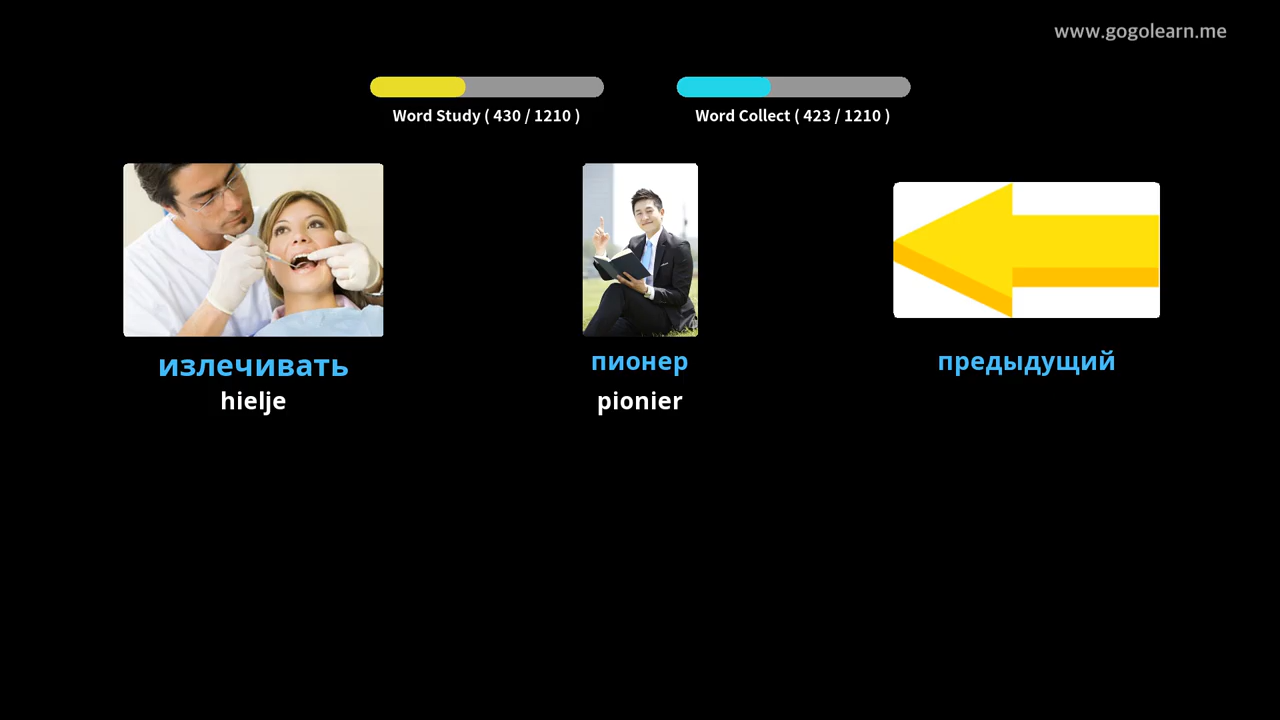 www.gogolearn.me
Word Study ( 430 / 1210 )
Word Collect ( 423 / 1210 )
излечивать
пионер
предыдущий
hielje
pionier